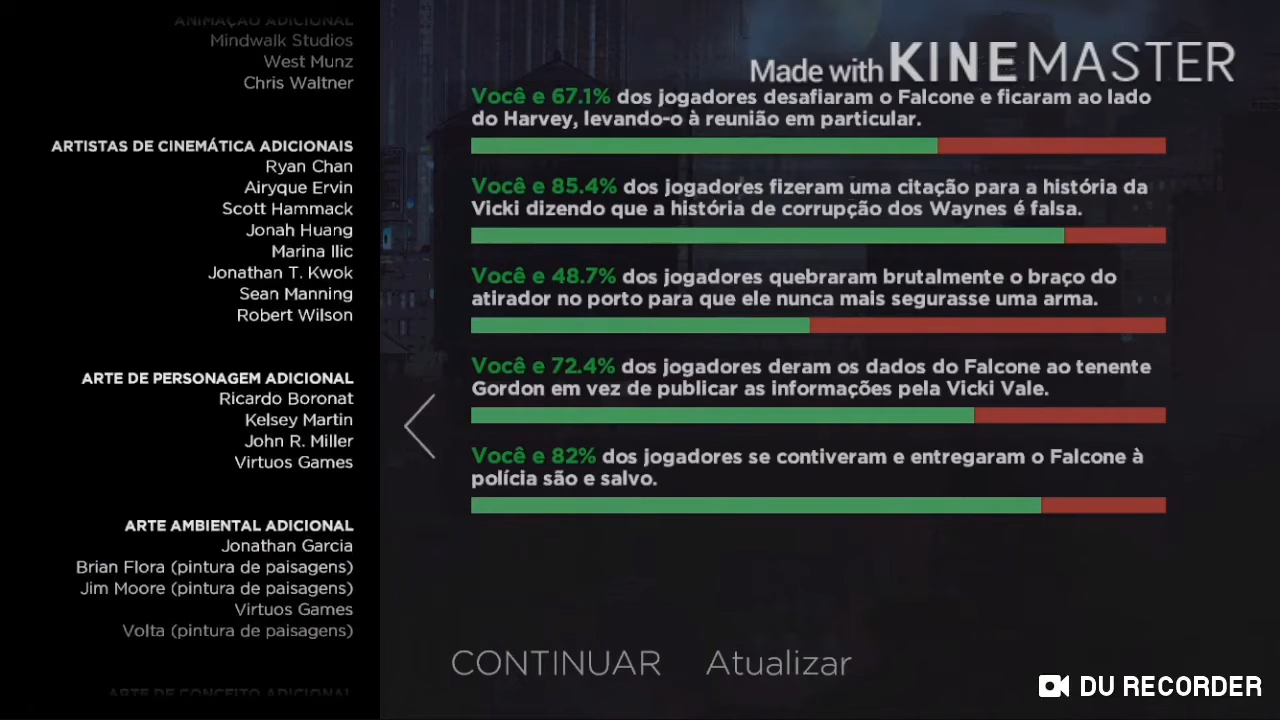 ANIMAÇÃO ADICIONAL
Mindwalk Studios
West Munz
Chris Waltner
ARTISTAS DE CINEMÁTICA ADICIONAIS
Ryan Chan
Airyque Ervin
Scott Hammack
Jonah Huang
Marina Ilic
Jonathan T. Kwok
Sean Manning
Robert Wilson
ARTE DE PERSONAGEM ADICIONAL
Ricardo Boronat
Kelsey Martin
John R. Miller
Virtuos Games
ARTE AMBIENTAL ADICIONAL
Jonathan Garcia
Brian Flora (pintura de paisagens)
Jim Moore (pintura de paisagens)
Virtuos Games
Volta (pintura de paisagens)
ARTE DE CONCEITO ADICIONAL
Made with KINEMASTER
Você e 67.1% dos jogadores desafiaram o Falcone e ficaram ao lado
do Harvey, levando-o à reunião em particular.
Você e 85.4% dos jogadores fizeram uma citação para a história da
Vicki dizendo que a história de corrupção dos Waynes é falsa.
Você e 48.7% dos jogadores quebraram brutalmente o braço do
atirador no porto para que ele nunca mais segurasse uma arma.
Você e 72.4% dos jogadores deram os dados do Falcone ao tenente
Gordon em vez de publicar as informações pela Vicki Vale.
Você e 82% dos jogadores se contiveram e entregaram o Falcone à
polícia são e salvo.
CONTINUAR Atualizar
DU RECORDER